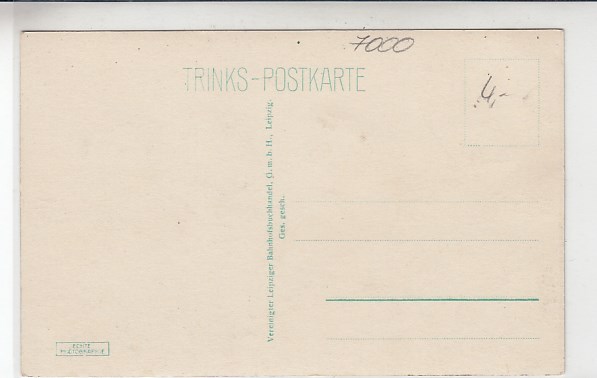 7000
TRINKS-POSTKARTE
4,-
Vereinigter Leipziger Bahnhofsbuchhandel, G. m. b. H., Leipzig.
Ges. gesch.
ECHTE
PHOTOGRAPHIE